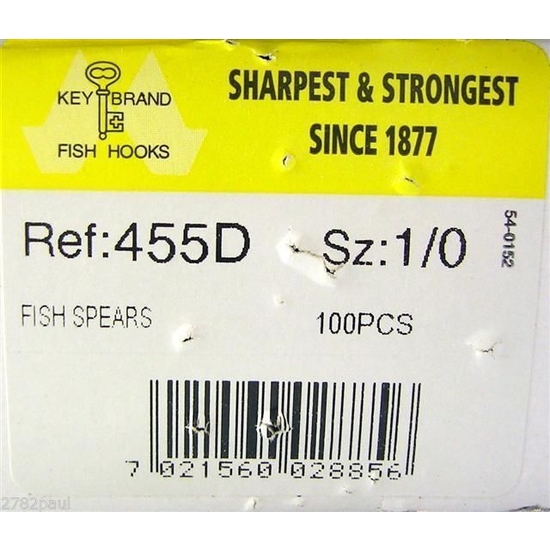 KEY BRAND
FISH HOOKS
SHARPEST & STRONGEST
SINCE 1877
Ref:455D
Sz:1/0
54-0152
FISH SPEARS
100PCS
7 021560 028856
2782paul